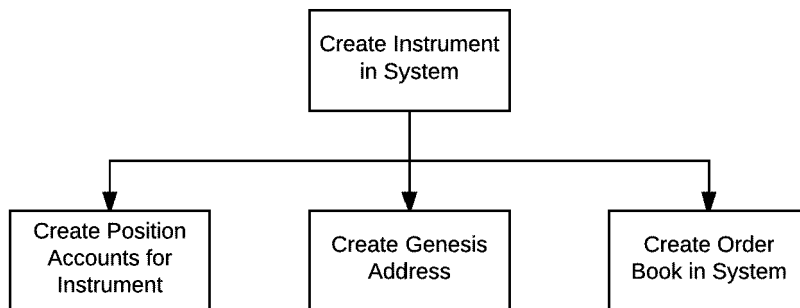 Create Instrument
in System
Create Position
Accounts for
Instrument
Create Genesis
Address
Create Order
Book in System